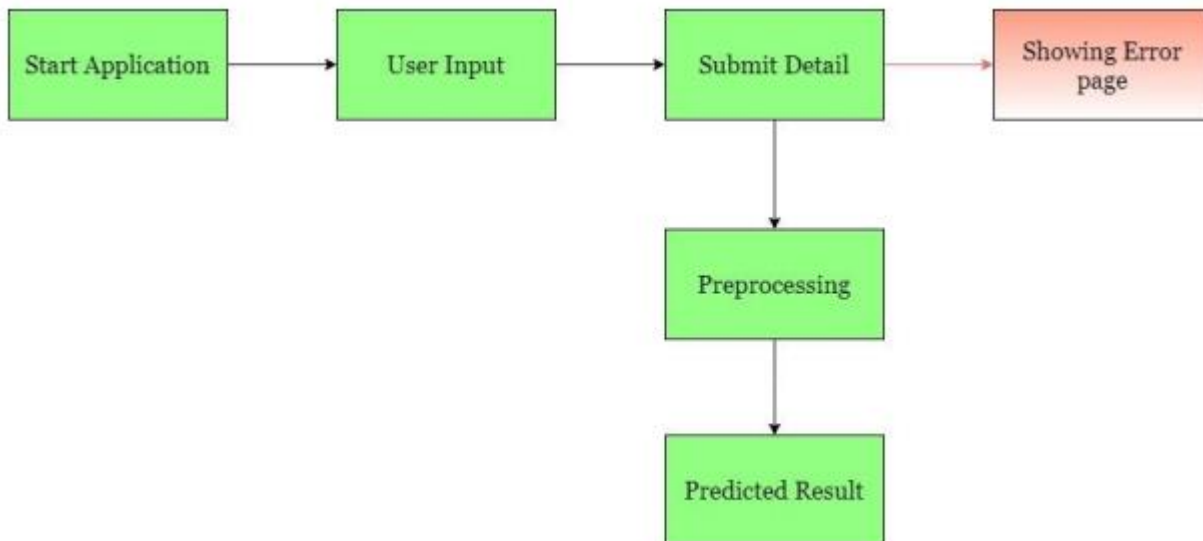 Start Application
User Input
Submit Detail
Showing Error
page
Preprocessing
Predicted Result